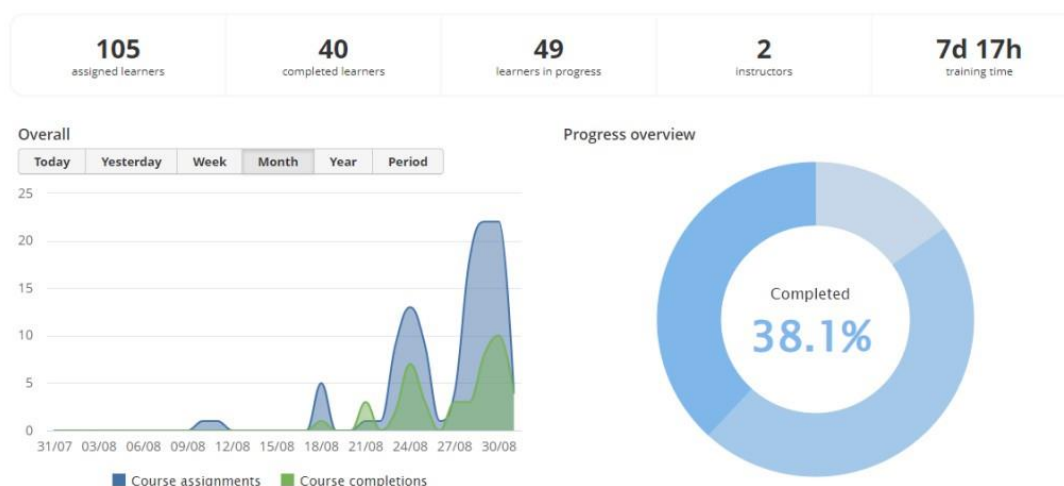 105 40 49 2 7d 17h
assigned learners completed learners learners in progress instructors training time
Overall
Today Yesterday Week Month Year Period
25
20
15
10
5
0
31/07 03/08 06/08 09/08 12/08 15/08 18/08 21/08 24/08 27/08 30/08
Course assignments Course completions
Progress overview
Completed
38.1%